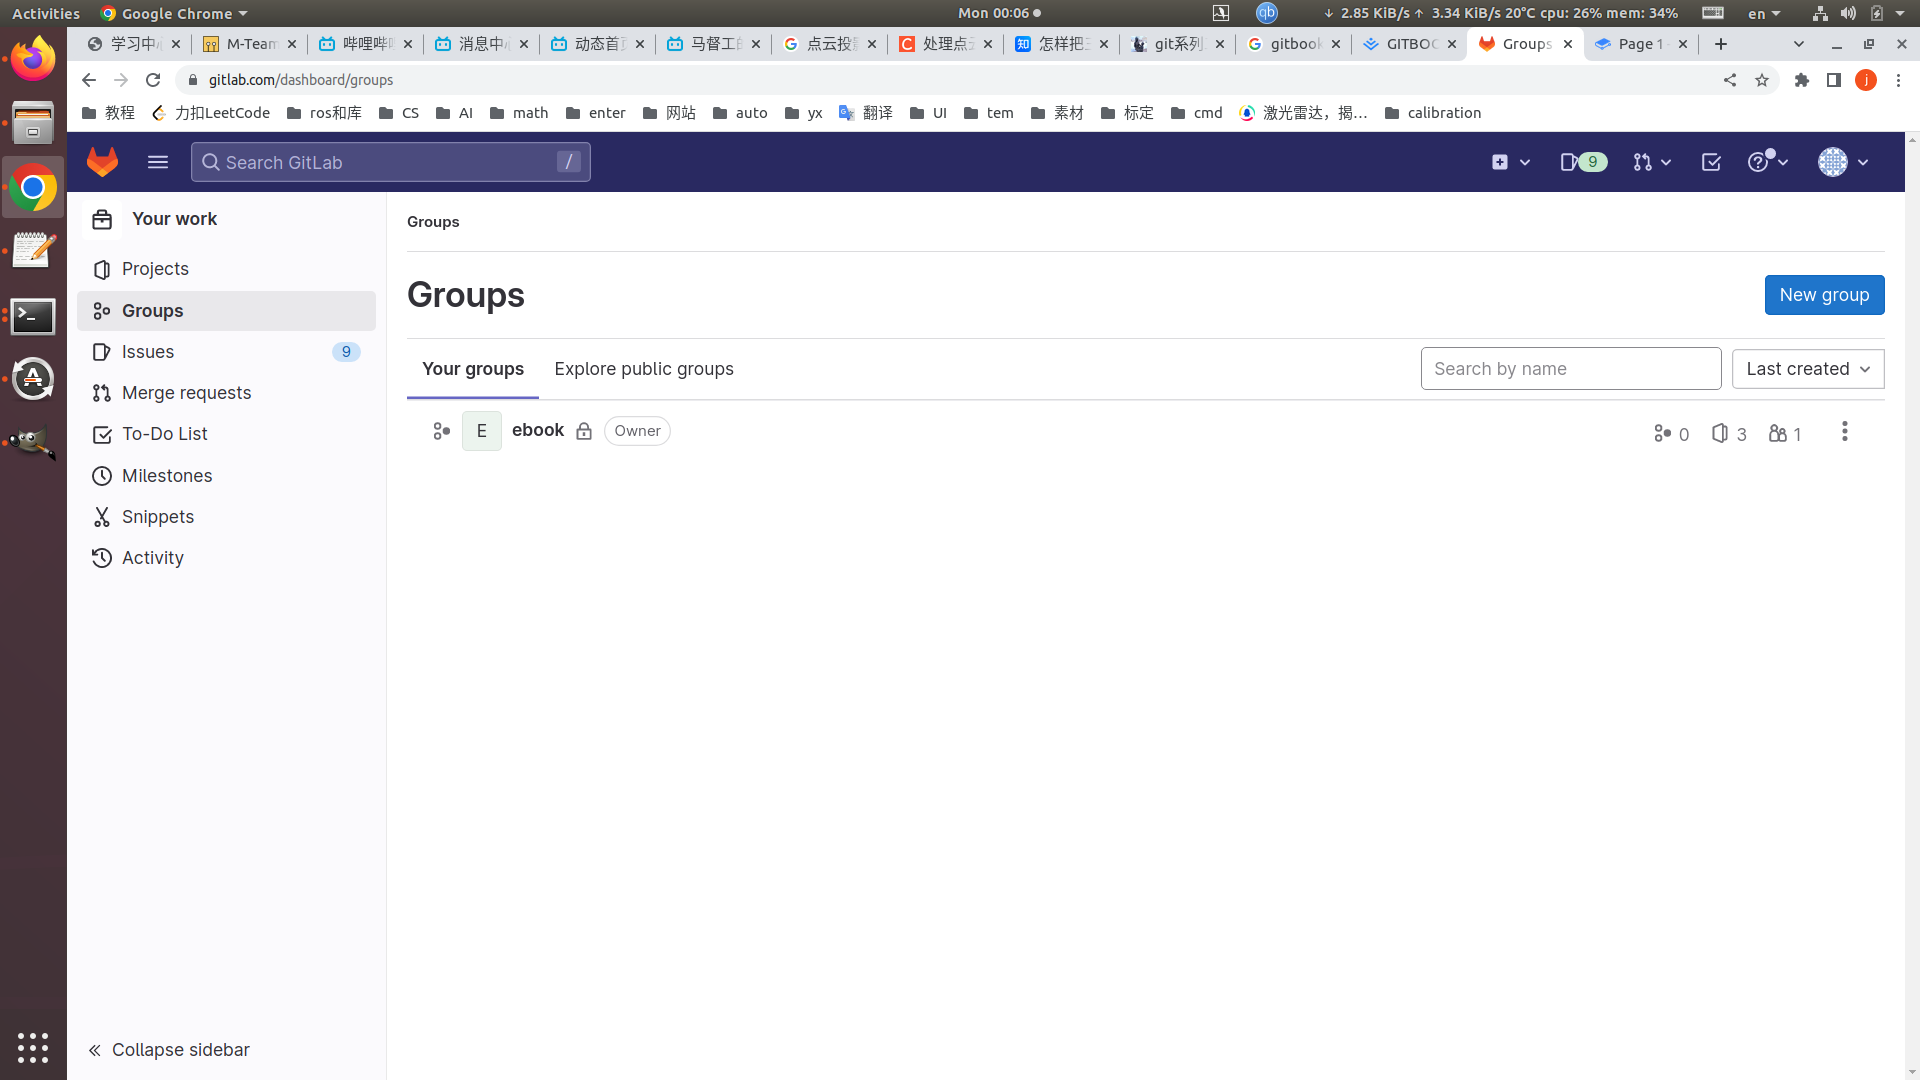 Activities Google Chrome Mon 00:06 qb ↓ 2.85 KiB/s ↑ 3.34 KiB/s 20°C cpu: 26% mem: 34% en
学习中 M-Team 哔哩哔 消息中 动态首 马督工 点云投 C 处理点 知 怎样把 git系列 gitbook GITBOO Groups Page 1
gitlab.com/dashboard/groups j
教程 力扣LeetCode ros和库 CS AI math enter 网站 auto yx 翻译 UI tem 素材 标定 cmd 激光雷达，揭... calibration
Search GitLab / 9
Your work
Projects
Groups
Issues 9
Merge requests
To-Do List
Milestones
Snippets
Activity
Collapse sidebar
Groups
Groups
New group
Your groups Explore public groups Search by name Last created
E ebook Owner 0 3 1